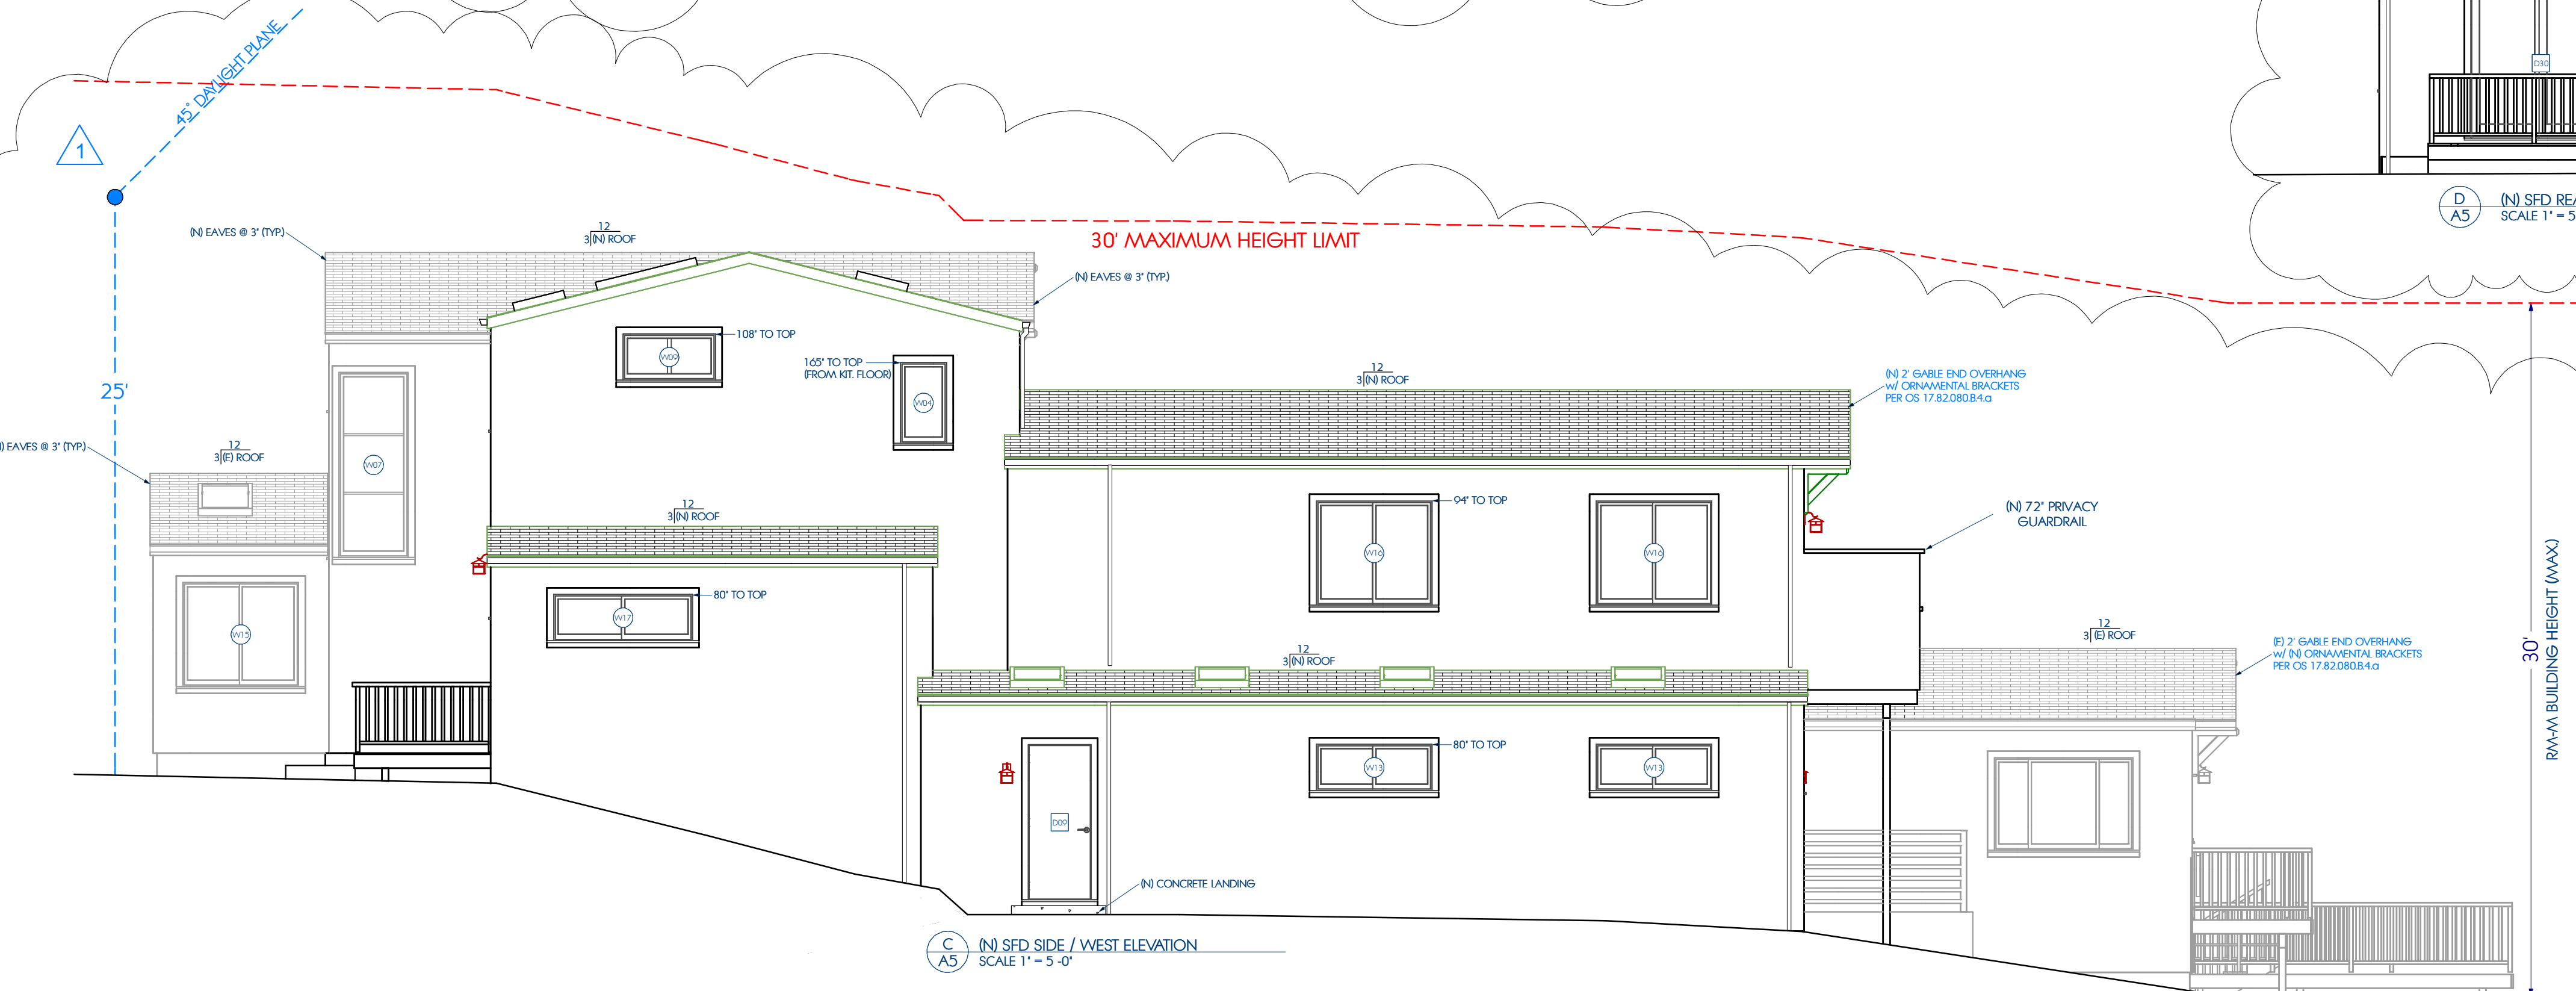 45° DAYLIGHT PLANE
1
D30
D
A5
(N) SFD REA
SCALE 1" = 5
(N) EAVES @ 3" (TYP.)
12
3 (N) ROOF
30' MAXIMUM HEIGHT LIMIT
(N) EAVES @ 3" (TYP.)
108" TO TOP
W09
165" TO TOP
(FROM KIT. FLOOR)
W04
12
3 (N) ROOF
(N) 2' GABLE END OVERHANG
w/ ORNAMENTAL BRACKETS
PER OS 17.82.080.B.4.a
25'
) EAVES @ 3" (TYP.)
12
3 (E) ROOF
W07
12
3 (N) ROOF
94" TO TOP
W16
W16
(N) 72" PRIVACY
GUARDRAIL
80" TO TOP
W17
W15
12
3 (N) ROOF
12
3 (E) ROOF
(E) 2' GABLE END OVERHANG
w/ (N) ORNAMENTAL BRACKETS
PER OS 17.82.080.B.4.a
30'
RM-M BUILDING HEIGHT (MAX.)
80" TO TOP
W13
W13
D09
(N) CONCRETE LANDING
C
A5
(N) SFD SIDE / WEST ELEVATION
SCALE 1" = 5 -0"